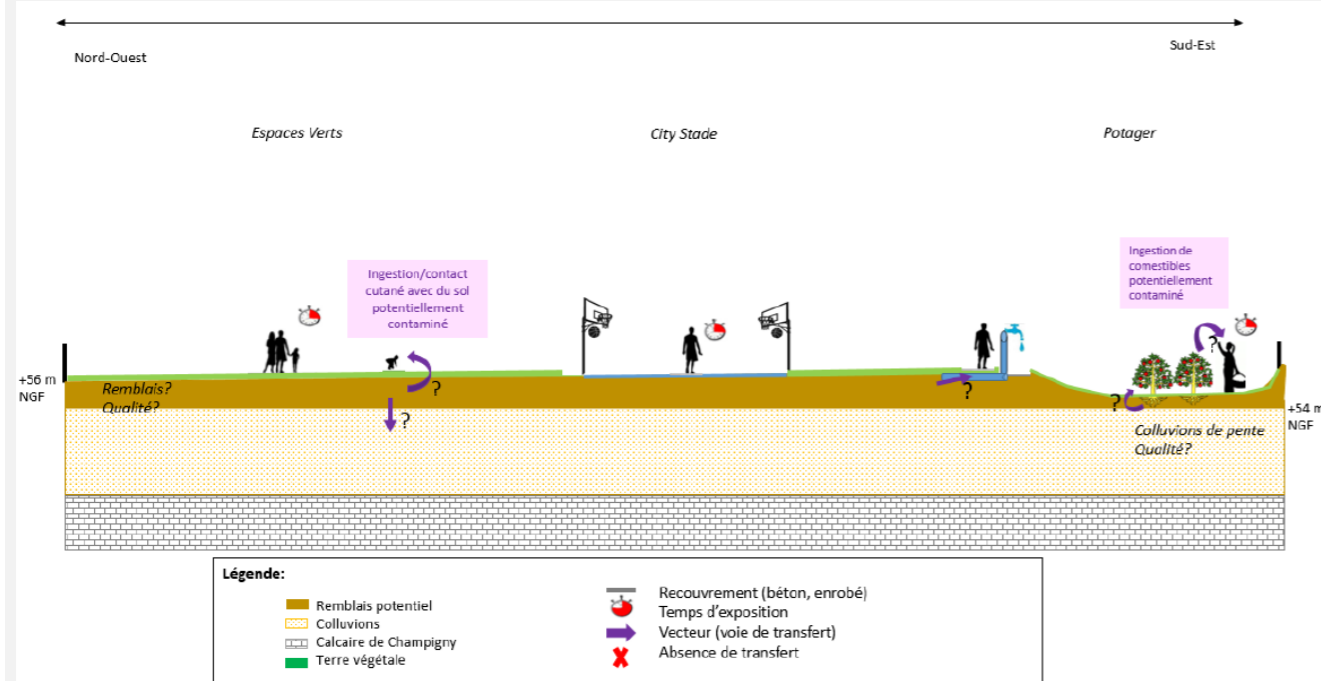 Nord-Ouest
Sud-Est
Espaces Verts
City Stade
Potager
Ingestion/contact
cutané avec du sol
potentiellement
contaminé
Ingestion de
comestibles
potentiellement
contaminé
?
?
?
?
?
+56 m
NGF
Remblais?
Qualité?
+54 m
NGF
Colluvions de pente
Qualité?
Légende:
Remblais potentiel
Colluvions
Calcaire de Champigny
Terre végétale
Recouvrement (béton, enrobé)
Temps d'exposition
Vecteur (voie de transfert)
Absence de transfert